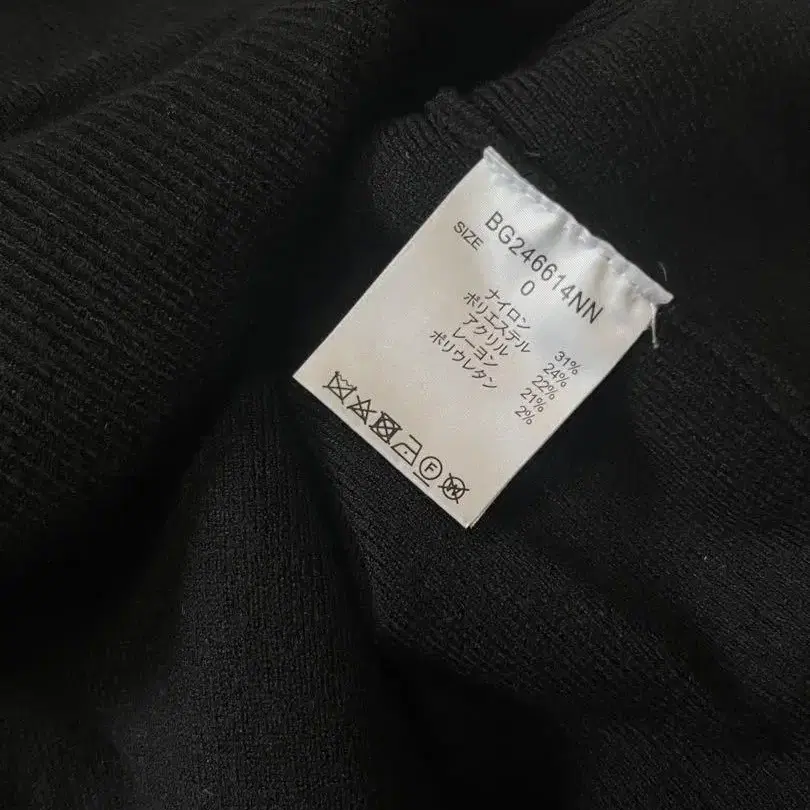 BG246614NN
SIZE 0
ナイロン 31%
ポリエステル 24%
アクリル 22%
レーヨン 21%
ポリウレタン 2%
F
W